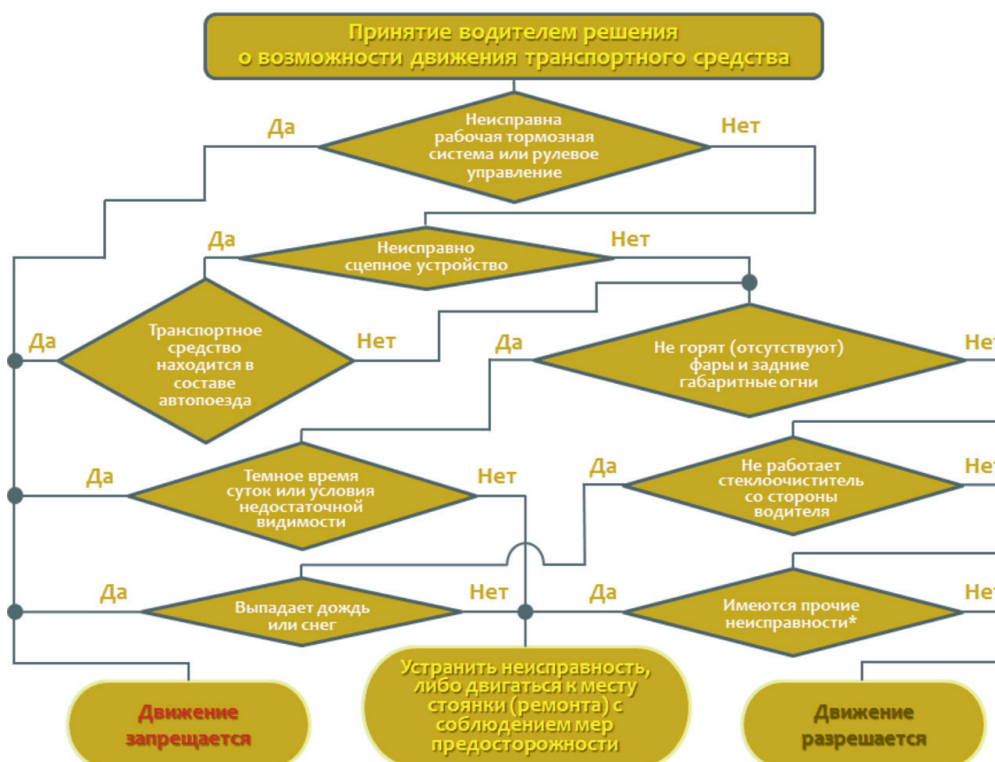 Принятие водителем решения
о возможности движения транспортного средства
Да
Неисправна
рабочая тормозная
система или рулевое
управление
Нет
Да
Неисправно
сцепное устройство
Нет
Да
Транспортное
средство
находится в
составе
автопоезда
Нет
Да
Не горят (отсутствуют)
фары и задние
габаритные огни
Нет
Да
Темное время
суток или условия
недостаточной
видимости
Нет
Да
Не работает
стеклоочиститель
со стороны
водителя
Нет
Да
Выпадает дождь
или снег
Нет
Да
Имеются прочие
неисправности*
Нет
Движение
запрещается
Устранить неисправность,
либо двигаться к месту
стоянки (ремонта) с
соблюдением мер
предосторожности
Движение
разрешается